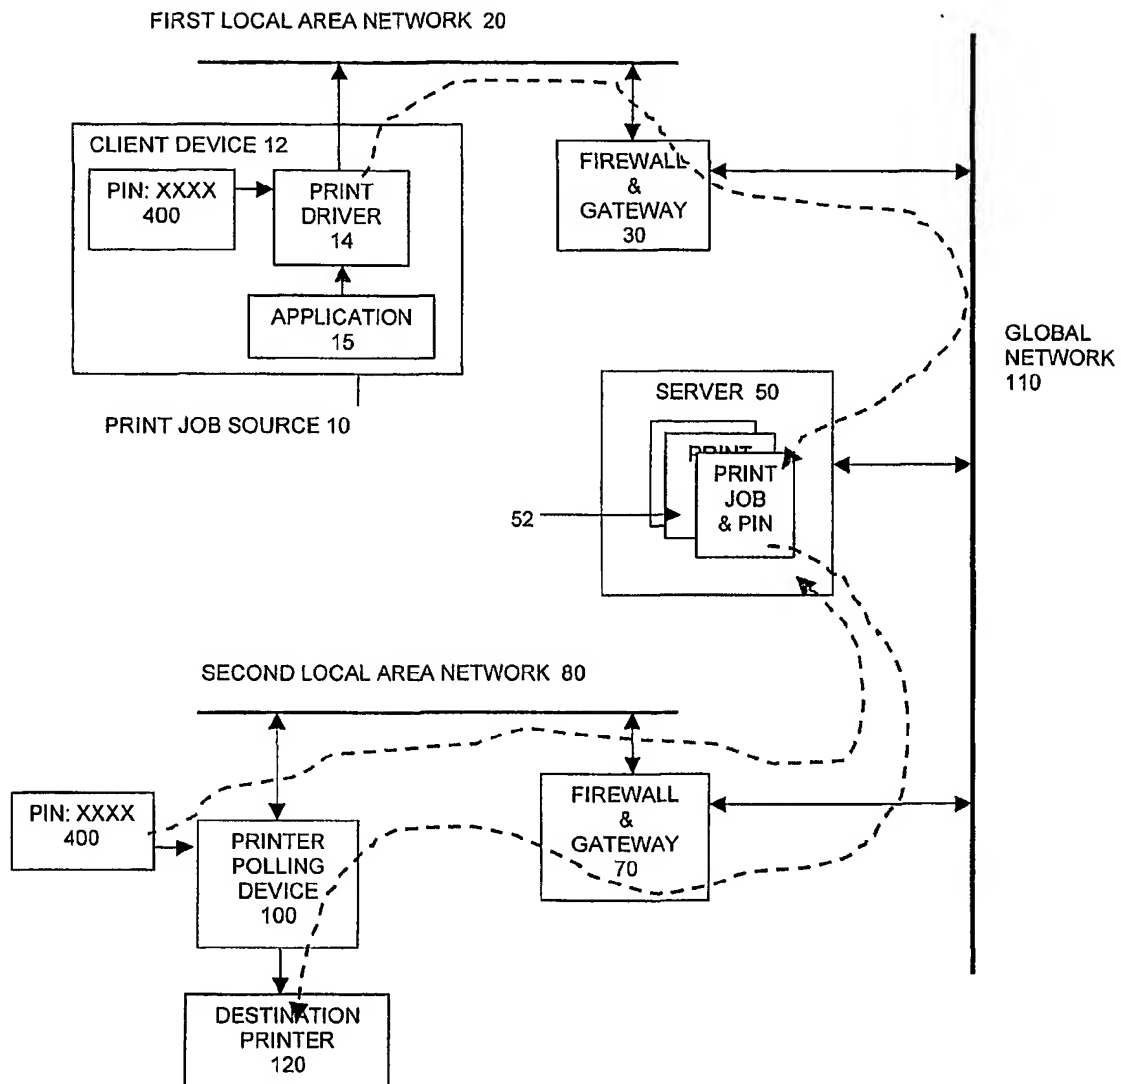 FIRST LOCAL AREA NETWORK 20
CLIENT DEVICE 12
PIN: XXXX
400
PRINT
DRIVER
14
APPLICATION
15
PRINT JOB SOURCE 10
FIREWALL
&
GATEWAY
30
GLOBAL
NETWORK
110
SERVER 50
PRINT
PRINT
JOB
& PIN
52
SECOND LOCAL AREA NETWORK 80
PIN: XXXX
400
PRINTER
POLLING
DEVICE
100
FIREWALL
&
GATEWAY
70
DESTINATION
PRINTER
120